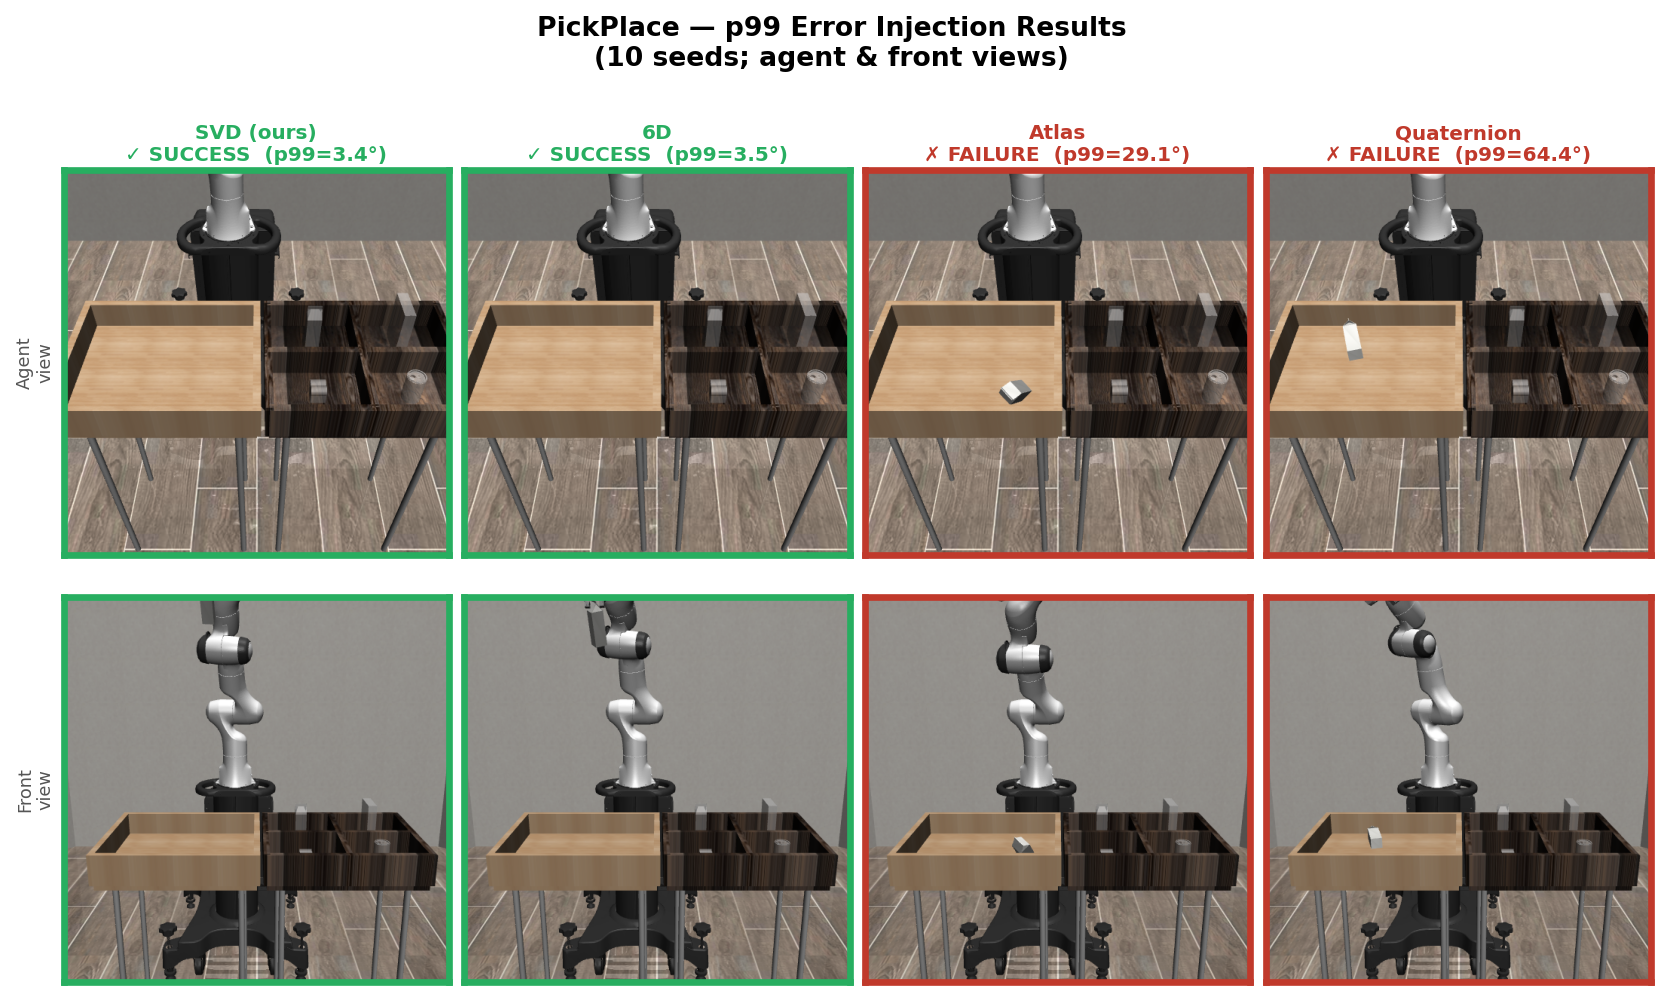 PickPlace — p99 Error Injection Results
(10 seeds; agent & front views)
SVD (ours)
✓ SUCCESS (p99=3.4°)
6D
✓ SUCCESS (p99=3.5°)
Atlas
✗ FAILURE (p99=29.1°)
Quaternion
✗ FAILURE (p99=64.4°)
Agent
view
Front
view